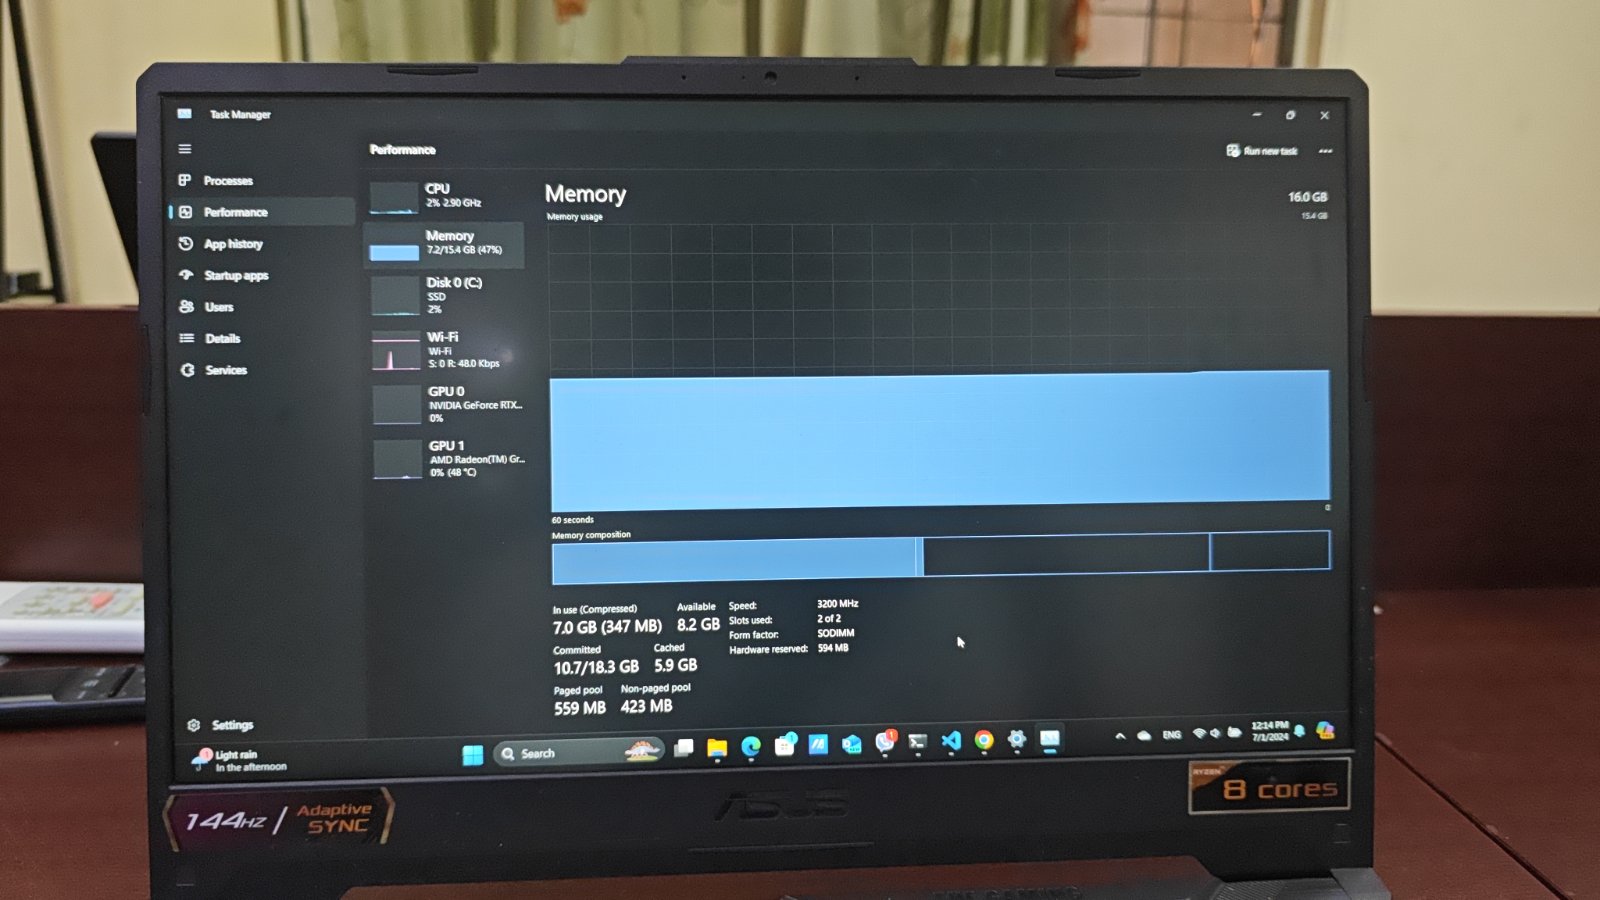 Task Manager
Processes
Performance
App history
Startup apps
Users
Details
Services
Settings
Performance
Run new task
CPU
2% 2.90 GHz
Memory
7.2/15.4 GB (47%)
Disk 0 (C:)
SSD
2%
Wi-Fi
Wi-Fi
S: 0 R: 48.0 Kbps
GPU 0
NVIDIA GeForce RTX...
0%
GPU 1
AMD Radeon(TM) Gr...
0% (48 °C)
Memory
16.0 GB
Memory usage
15.4 GB
60 seconds
0
Memory composition
In use (Compressed)
7.0 GB (347 MB)
Available
8.2 GB
Committed
10.7/18.3 GB
Cached
5.9 GB
Paged pool
559 MB
Non-paged pool
423 MB
Speed: 3200 MHz
Slots used: 2 of 2
Form factor: SODIMM
Hardware reserved: 594 MB
1
Light rain
In the afternoon
Search
1
1
ENG
12:14 PM
7/1/2024
144Hz / Adaptive
SYNC
ASUS
RYZEN
8 cores